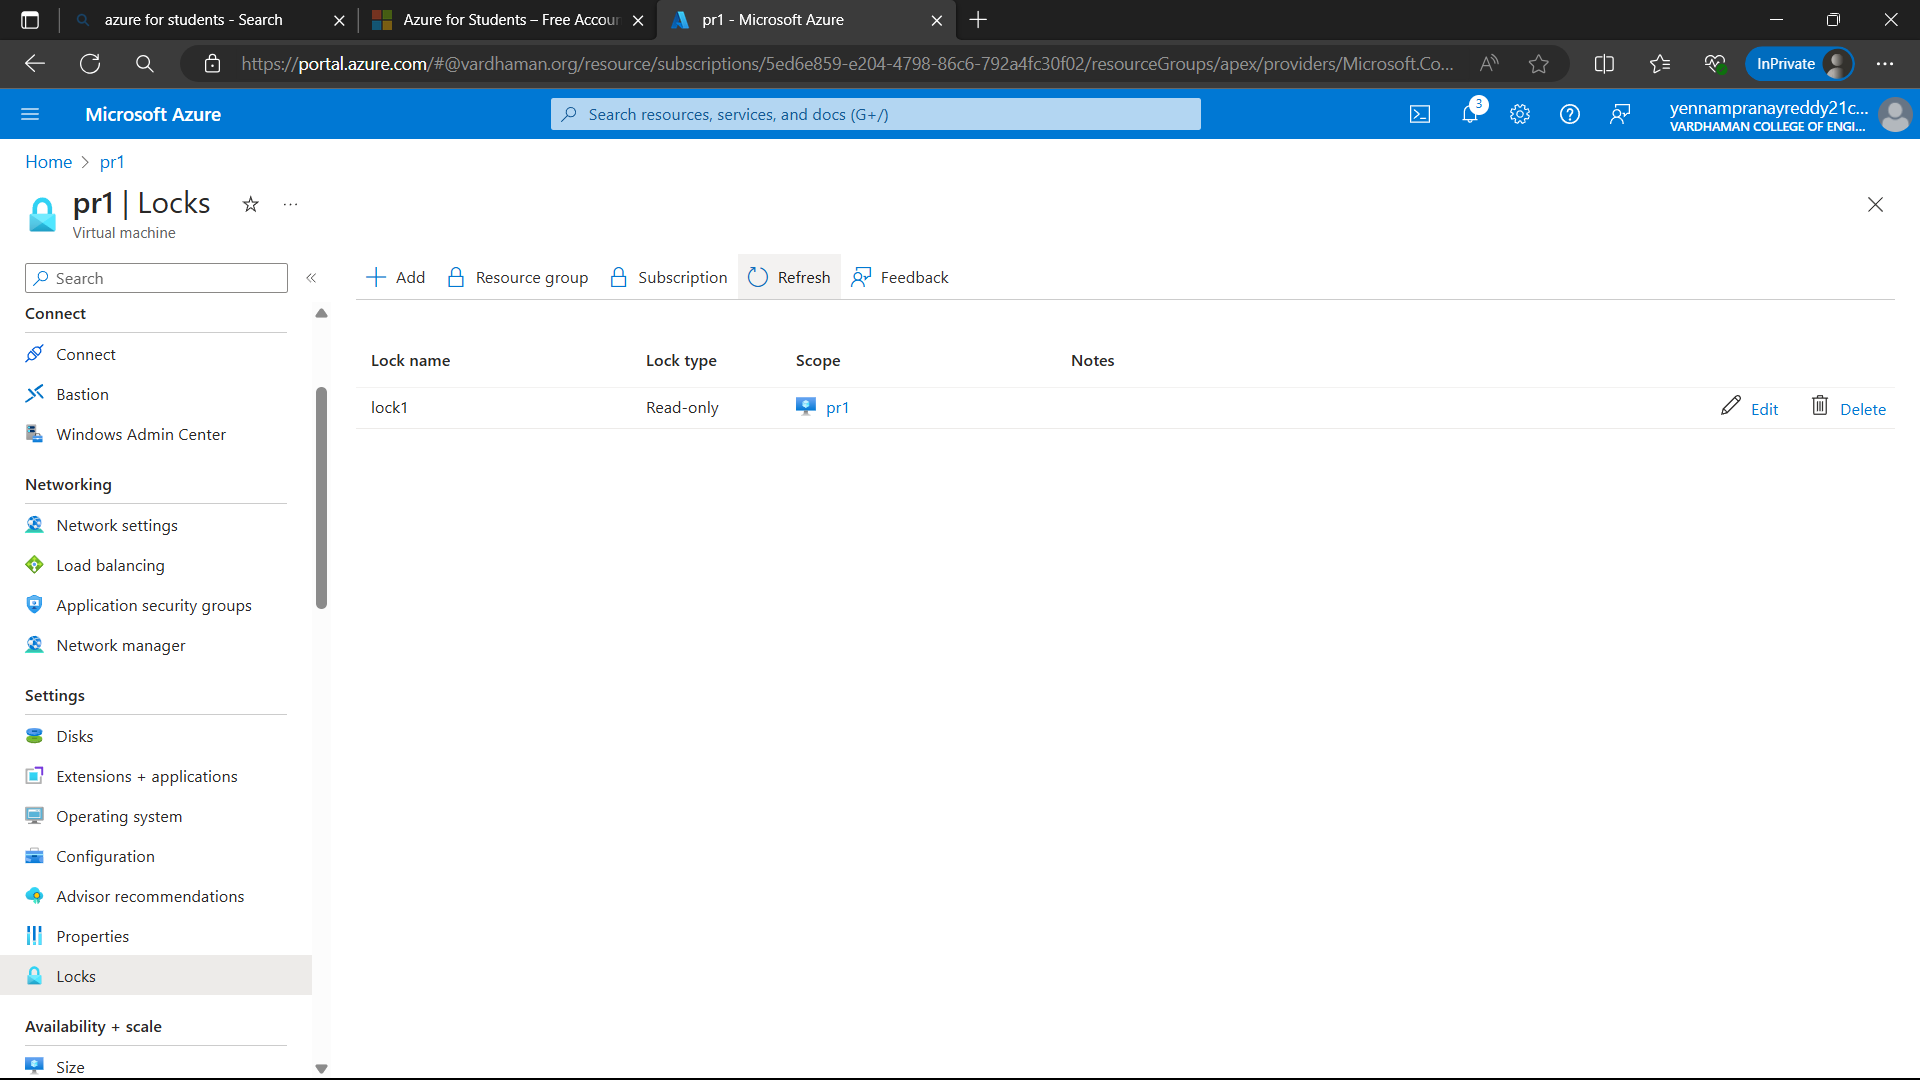 azure for students - Search
Azure for Students – Free Accour
pr1 - Microsoft Azure
https://portal.azure.com/#@vardhaman.org/resource/subscriptions/5ed6e859-e204-4798-86c6-792a4fc30f02/resourceGroups/apex/providers/Microsoft.Co...
InPrivate
Microsoft Azure
Search resources, services, and docs (G+/)
3
yennampranayreddy21c...
VARDHAMAN COLLEGE OF ENGI...
Home > pr1
pr1 | Locks
Virtual machine
Search
Add
Resource group
Subscription
Refresh
Feedback
Connect
Connect
Bastion
Windows Admin Center
Networking
Network settings
Load balancing
Application security groups
Network manager
Settings
Disks
Extensions + applications
Operating system
Configuration
Advisor recommendations
Properties
Locks
Availability + scale
Size
Lock name Lock type Scope Notes
lock1 Read-only pr1 Edit Delete